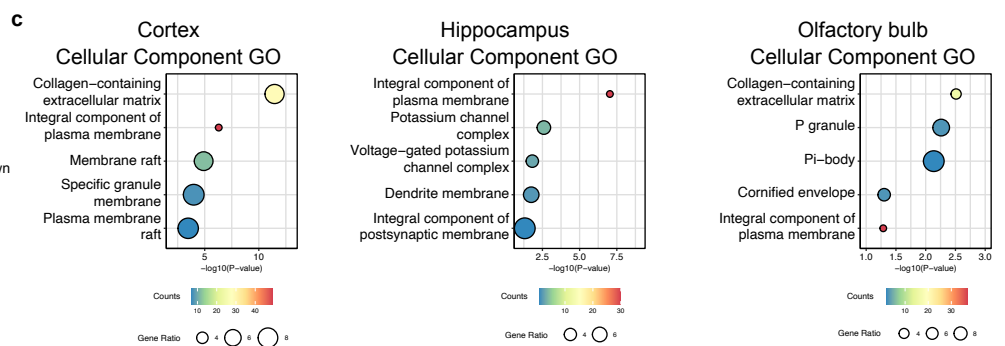 c
Cortex
Cellular Component GO
Collagen−containing
extracellular matrix
Integral component of
plasma membrane
Membrane raft
Specific granule
membrane
Plasma membrane
raft
5 10
−log10(P−value)
Counts
10 20 30 40
Gene Ratio 4 6 8
wn
Hippocampus
Cellular Component GO
Integral component of
plasma membrane
Potassium channel
complex
Voltage−gated potassium
channel complex
Dendrite membrane
Integral component of
postsynaptic membrane
2.5 5.0 7.5
−log10(P−value)
Counts
10 20 30
Gene Ratio 4 6
Olfactory bulb
Cellular Component GO
Collagen−containing
extracellular matrix
P granule
Pi−body
Cornified envelope
Integral component of
plasma membrane
1.0 1.5 2.0 2.5 3.0
−log10(P−value)
Counts
10 20 30
Gene Ratio 4 6 8